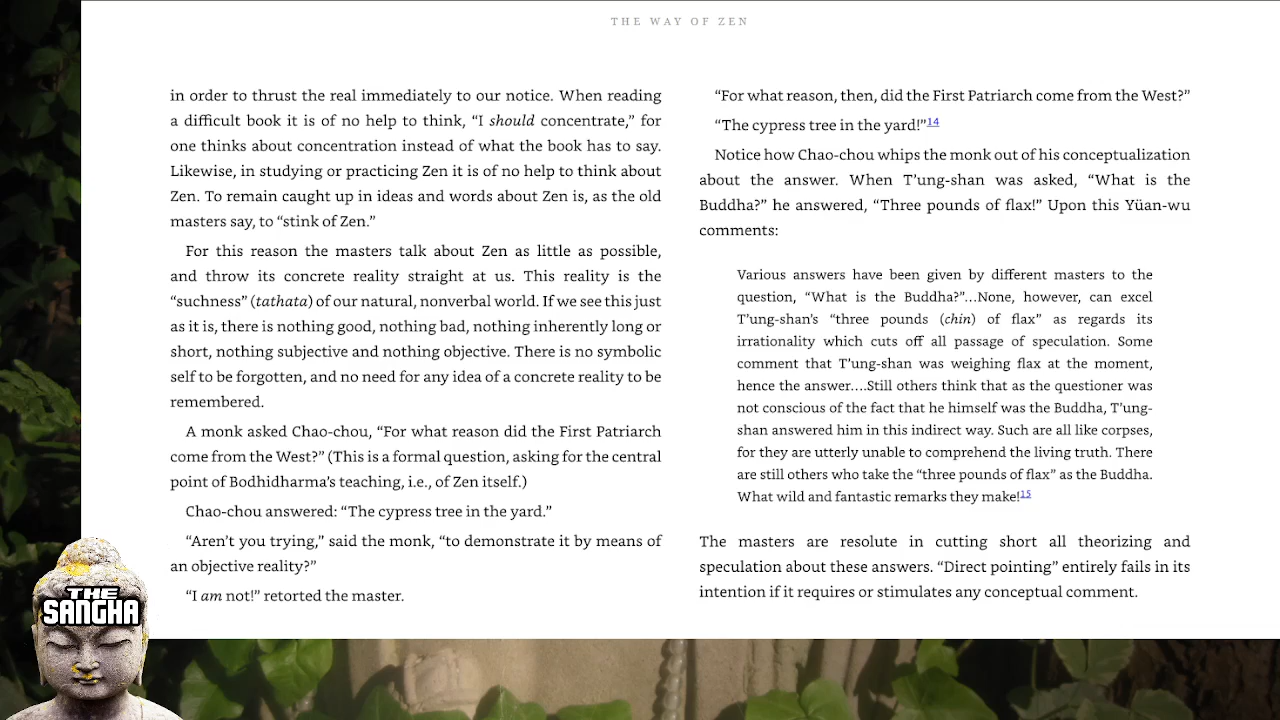 THE WAY OF ZEN
in order to thrust the real immediately to our notice. When reading
a difficult book it is of no help to think, “I should concentrate,” for
one thinks about concentration instead of what the book has to say.
Likewise, in studying or practicing Zen it is of no help to think about
Zen. To remain caught up in ideas and words about Zen is, as the old
masters say, to “stink of Zen.”
For this reason the masters talk about Zen as little as possible,
and throw its concrete reality straight at us. This reality is the
“suchness” (tathata) of our natural, nonverbal world. If we see this just
as it is, there is nothing good, nothing bad, nothing inherently long or
short, nothing subjective and nothing objective. There is no symbolic
self to be forgotten, and no need for any idea of a concrete reality to be
remembered.
A monk asked Chao-chou, “For what reason did the First Patriarch
come from the West?” (This is a formal question, asking for the central
point of Bodhidharma’s teaching, i.e., of Zen itself.)
Chao-chou answered: “The cypress tree in the yard.”
“Aren’t you trying,” said the monk, “to demonstrate it by means of
an objective reality?”
“I am not!” retorted the master.
“For what reason, then, did the First Patriarch come from the West?”
“The cypress tree in the yard!”14
Notice how Chao-chou whips the monk out of his conceptualization
about the answer. When T’ung-shan was asked, “What is the
Buddha?” he answered, “Three pounds of flax!” Upon this Yüan-wu
comments:
Various answers have been given by different masters to the
question, “What is the Buddha?”…None, however, can excel
T’ung-shan’s “three pounds (chin) of flax” as regards its
irrationality which cuts off all passage of speculation. Some
comment that T’ung-shan was weighing flax at the moment,
hence the answer.…Still others think that as the questioner was
not conscious of the fact that he himself was the Buddha, T’ung-
shan answered him in this indirect way. Such are all like corpses,
for they are utterly unable to comprehend the living truth. There
are still others who take the “three pounds of flax” as the Buddha.
What wild and fantastic remarks they make!15
The masters are resolute in cutting short all theorizing and
speculation about these answers. “Direct pointing” entirely fails in its
intention if it requires or stimulates any conceptual comment.
THE
SANGHA